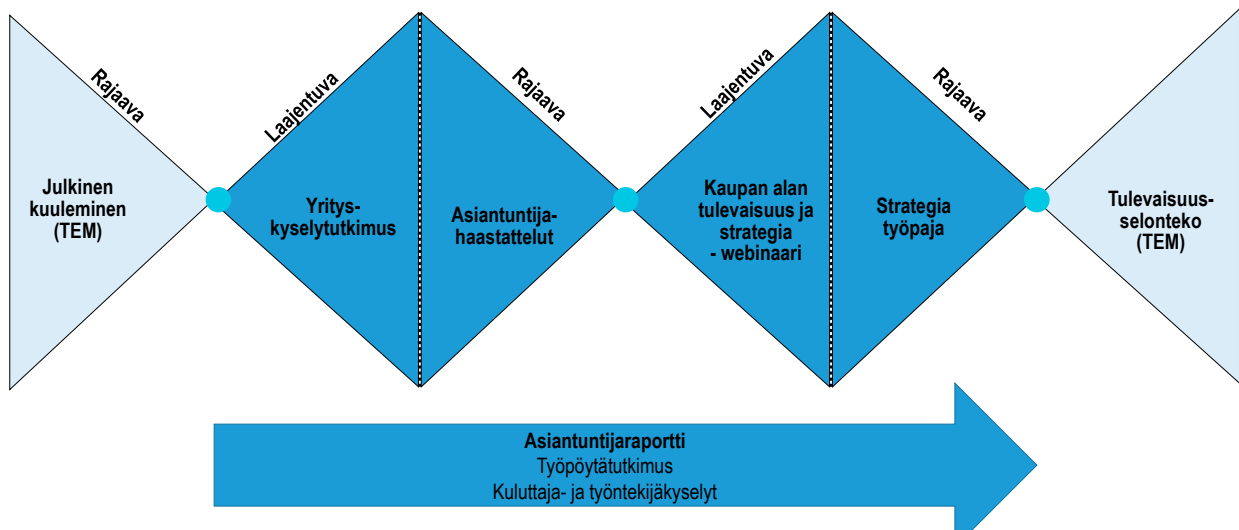 Rajaava
Laajentuva
Rajaava
Laajentuva
Rajaava
Julkinen
kuuleminen
(TEM)
Yritys-
kyselytutkimus
Asiantuntija-
haastattelut
Kaupan alan
tulevaisuus ja
strategia
- webinaari
Strategia
työpaja
Tulevaisuus-
selonteko
(TEM)
Asiantuntijaraportti
Työpöytätutkimus
Kuluttaja- ja työntekijäkyselyt